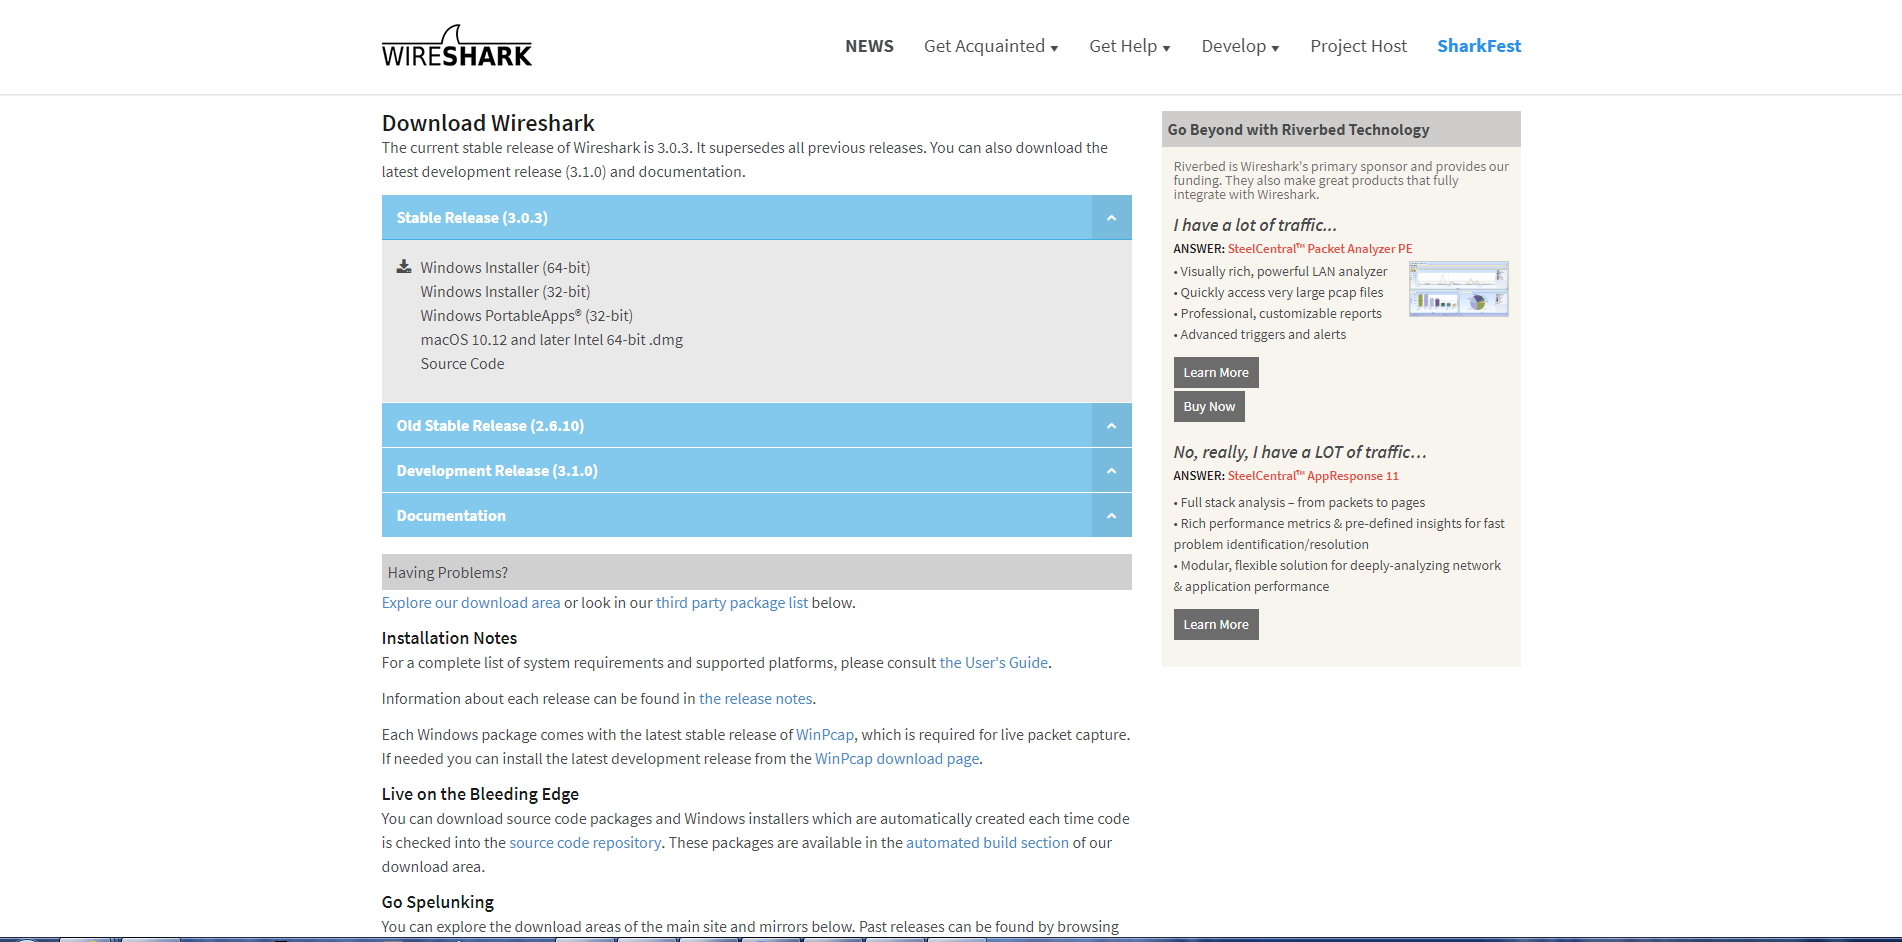 WIRESHARK
NEWS
Get Acquainted ▾
Get Help ▾
Develop ▾
Project Host
SharkFest
Download Wireshark
The current stable release of Wireshark is 3.0.3. It supersedes all previous releases. You can also download the
latest development release (3.1.0) and documentation.
Stable Release (3.0.3)
Windows Installer (64-bit)
Windows Installer (32-bit)
Windows PortableApps® (32-bit)
macOS 10.12 and later Intel 64-bit .dmg
Source Code
Old Stable Release (2.6.10)
Development Release (3.1.0)
Documentation
Having Problems?
Explore our download area or look in our third party package list below.
Installation Notes
For a complete list of system requirements and supported platforms, please consult the User's Guide.
Information about each release can be found in the release notes.
Each Windows package comes with the latest stable release of WinPcap, which is required for live packet capture.
If needed you can install the latest development release from the WinPcap download page.
Live on the Bleeding Edge
You can download source code packages and Windows installers which are automatically created each time code
is checked into the source code repository. These packages are available in the automated build section of our
download area.
Go Spelunking
You can explore the download areas of the main site and mirrors below. Past releases can be found by browsing
Go Beyond with Riverbed Technology
Riverbed is Wireshark's primary sponsor and provides our
funding. They also make great products that fully
integrate with Wireshark.
I have a lot of traffic...
ANSWER: SteelCentral™ Packet Analyzer PE
• Visually rich, powerful LAN analyzer
• Quickly access very large pcap files
• Professional, customizable reports
• Advanced triggers and alerts
Learn More
Buy Now
No, really, I have a LOT of traffic…
ANSWER: SteelCentral™ AppResponse 11
• Full stack analysis – from packets to pages
• Rich performance metrics & pre-defined insights for fast
problem identification/resolution
• Modular, flexible solution for deeply-analyzing network
& application performance
Learn More